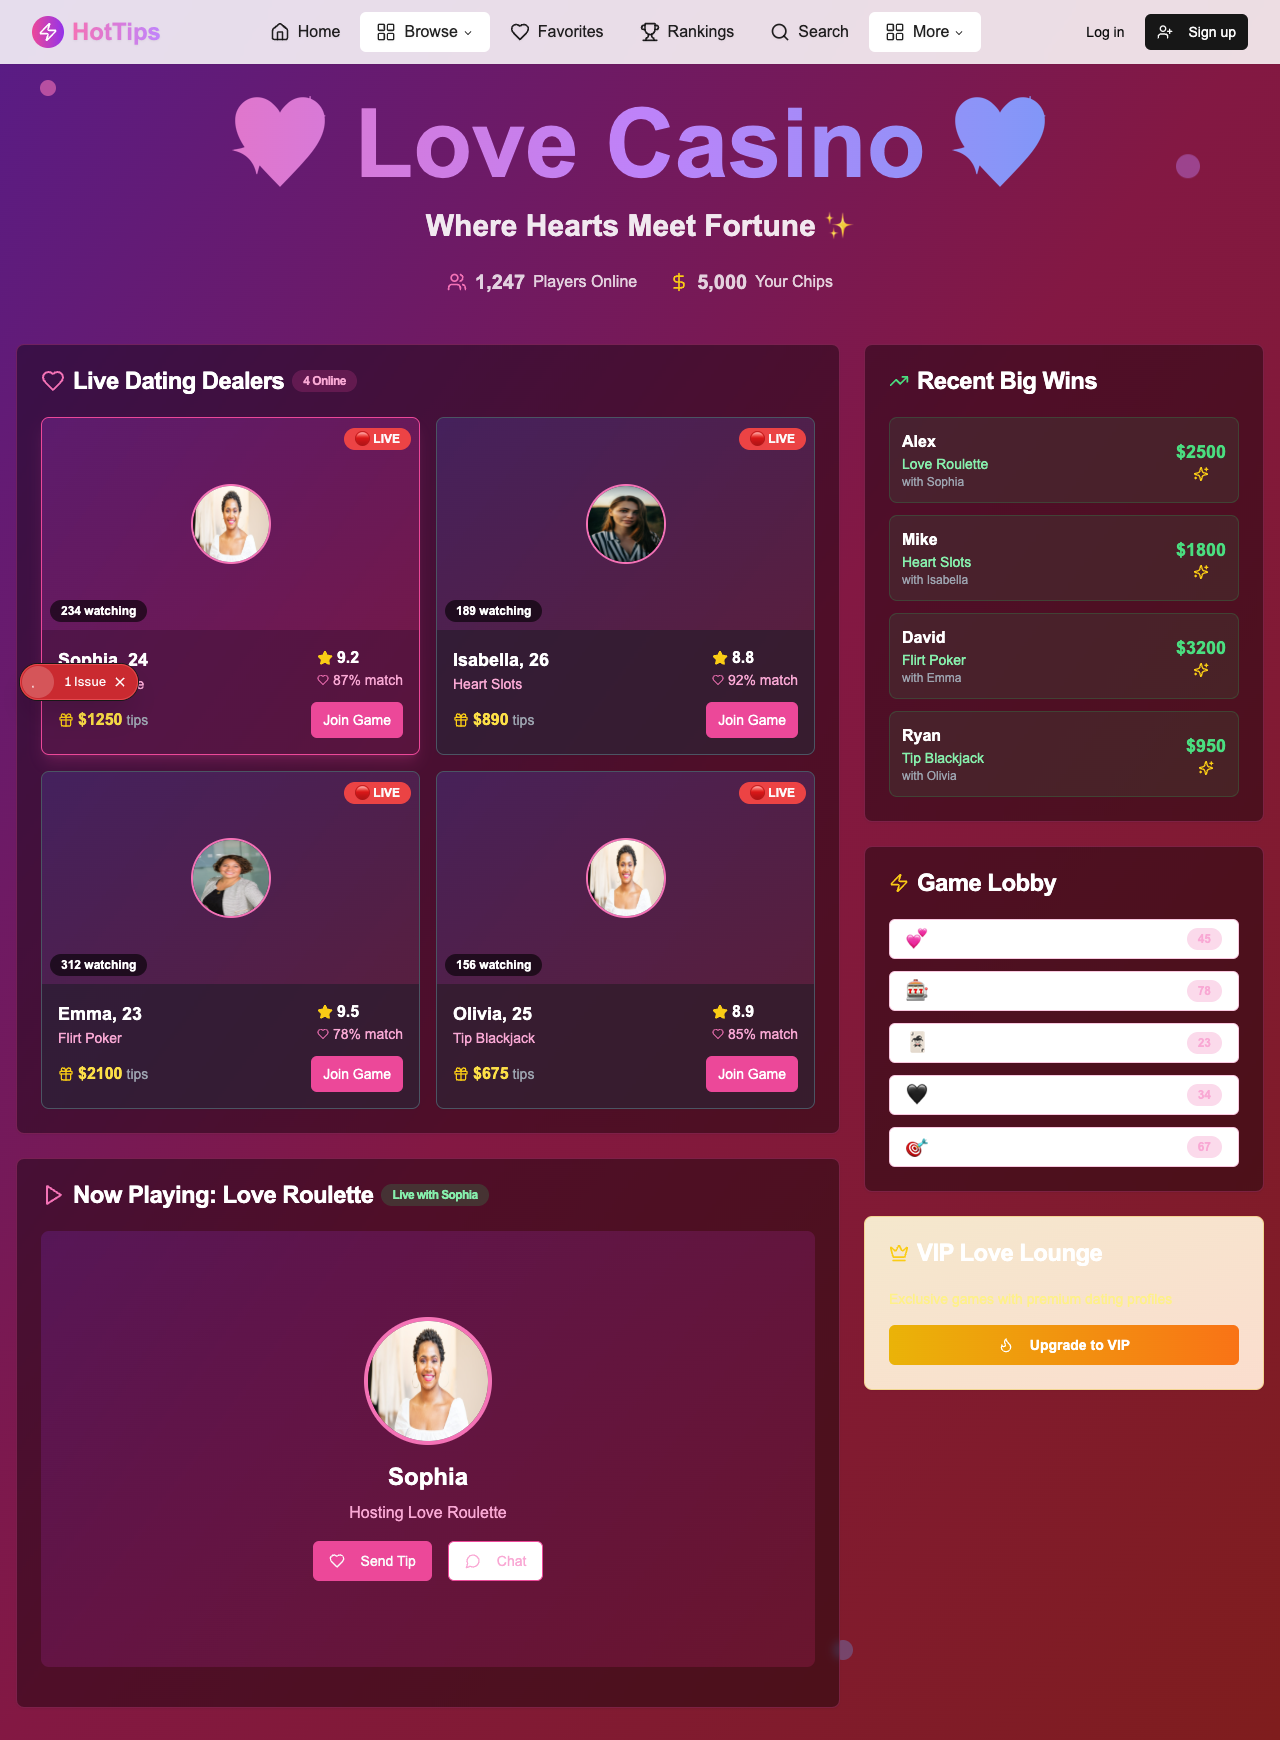 HotTips
Home
Browse
Favorites
Rankings
Search
More
Log in
Sign up
Love Casino
Where Hearts Meet Fortune ✨
1,247 Players Online
5,000 Your Chips
Live Dating Dealers
4 Online
🔴 LIVE
234 watching
Sophia, 24
9.2
87% match
$1250 tips
Join Game
🔴 LIVE
189 watching
Isabella, 26
Heart Slots
8.8
92% match
$890 tips
Join Game
1 Issue
🔴 LIVE
312 watching
Emma, 23
Flirt Poker
9.5
78% match
$2100 tips
Join Game
🔴 LIVE
156 watching
Olivia, 25
Tip Blackjack
8.9
85% match
$675 tips
Join Game
Now Playing: Love Roulette
Live with Sophia
Sophia
Hosting Love Roulette
Send Tip
Chat
Recent Big Wins
Alex
Love Roulette
with Sophia
$2500
Mike
Heart Slots
with Isabella
$1800
David
Flirt Poker
with Emma
$3200
Ryan
Tip Blackjack
with Olivia
$950
Game Lobby
💕 45
🎰 78
🃏 23
🖤 34
🎯 67
VIP Love Lounge
Exclusive games with premium dating profiles
Upgrade to VIP